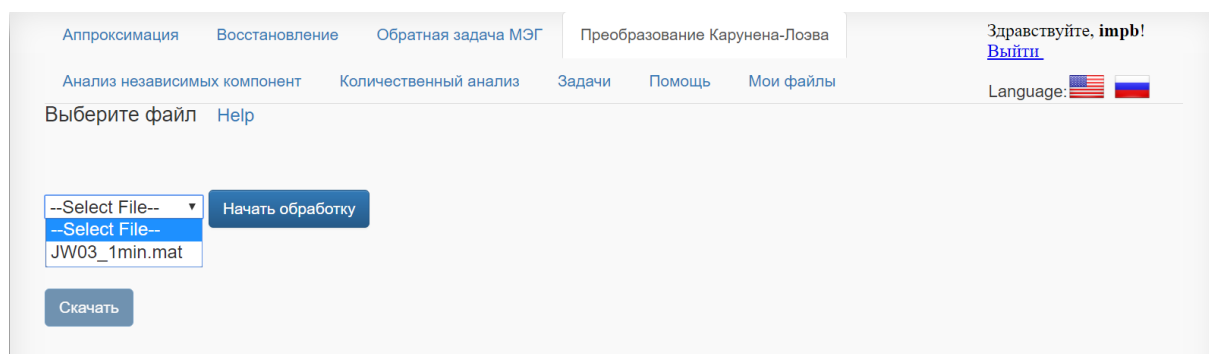 Аппроксимация Восстановление Обратная задача МЭГ Преобразование Карунена-Лоэва
Здравствуйте, impb!
Выйти
Анализ независимых компонент Количественный анализ Задачи Помощь Мои файлы
Language:
Выберите файл Help
--Select File-- Начать обработку
--Select File--
JW03_1min.mat
Скачать